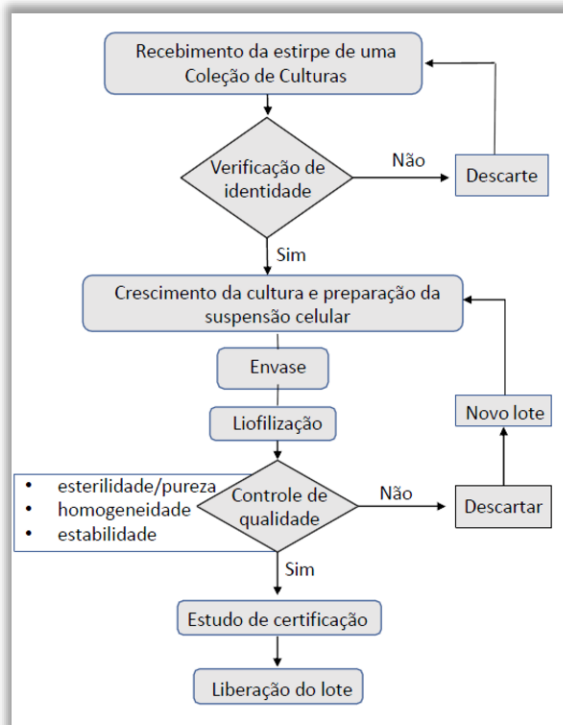 Recebimento da estirpe de uma
Coleção de Culturas
Verificação de
identidade
Não
Descarte
Sim
Crescimento da cultura e preparação da
suspensão celular
Envase
Novo lote
Liofilização
• esterilidade/pureza
• homogeneidade
• estabilidade
Controle de
qualidade
Não
Descartar
Sim
Estudo de certificação
Liberação do lote